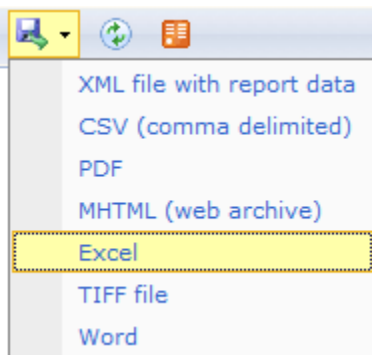 XML file with report data
CSV (comma delimited)
PDF
MHTML (web archive)
Excel
TIFF file
Word